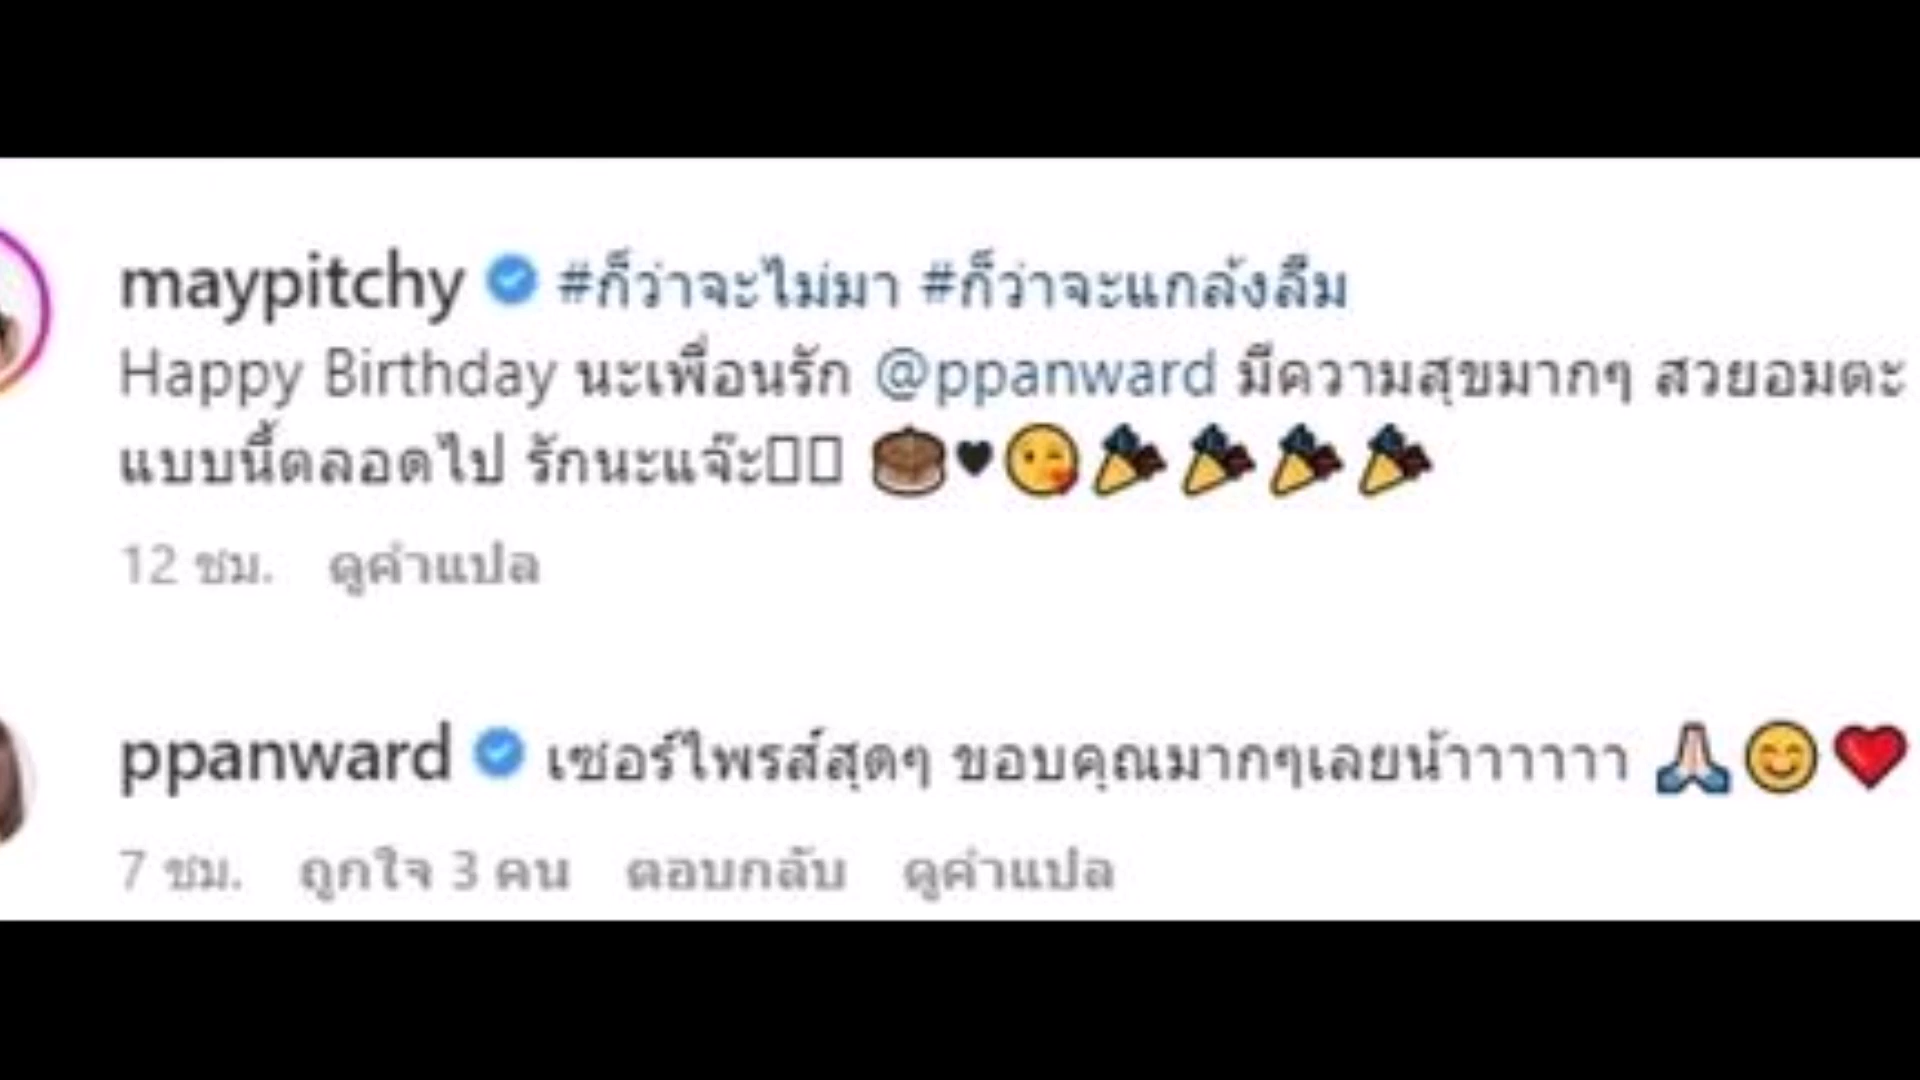 maypitchy #ก็ว่าจะไม่มา #ก็ว่าจะแกล้งลืม
Happy Birthday นะเพื่อนรัก @ppanward มีความสุขมากๆ สวยอมตะ
แบบนี้ตลอดไป รักนะแจ๊ะ 🎂🖤😘🎉🎉🎉🎉
12 ชม. ดูคำแปล
ppanward เซอร์ไพรส์สุดๆ ขอบคุณมากๆเลยน้าาาาาาา 🙏🏻😊❤️
7 ชม. ถูกใจ 3 คน ตอบกลับ ดูคำแปล